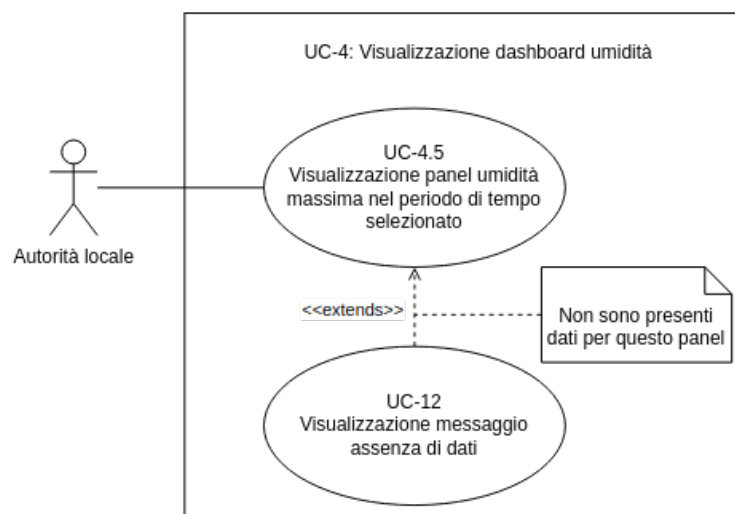 UC-4: Visualizzazione dashboard umidità
UC-4.5
Visualizzazione panel umidità
massima nel periodo di tempo
selezionato
Autorità locale
<<extends>>
Non sono presenti
dati per questo panel
UC-12
Visualizzazione messaggio
assenza di dati